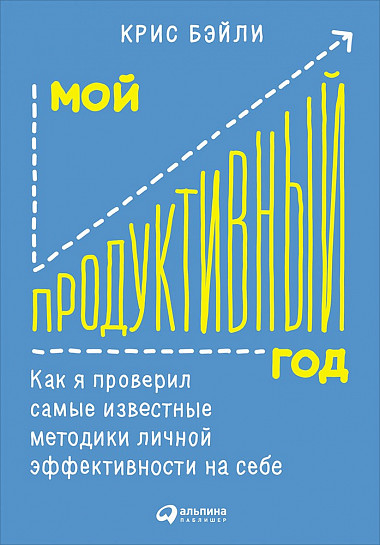 КРИС БЭЙЛИ
МОЙ
ПРОДУКТИВНЫЙ
ГОД
Как я проверил
самые известные
методики личной
эффективности на себе
АЛЬПИНА
ПАБЛИШЕР